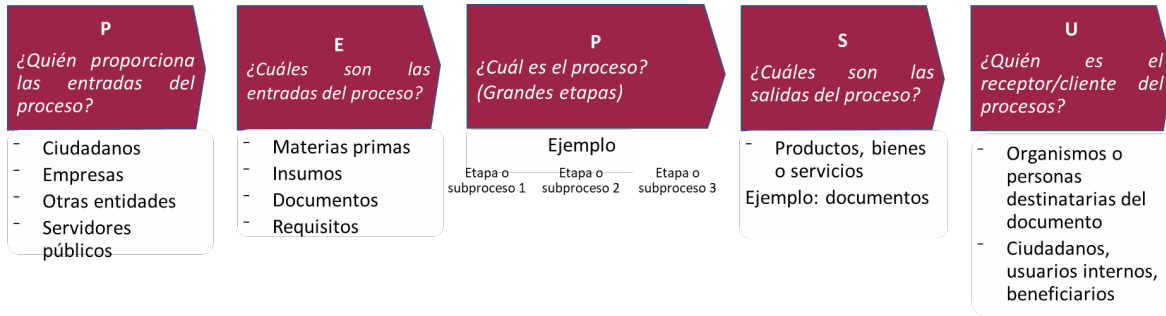 P
¿Quién proporciona
las entradas del
proceso?
- Ciudadanos
- Empresas
- Otras entidades
- Servidores
públicos
E
¿Cuáles son las
entradas del proceso?
- Materias primas
- Insumos
- Documentos
- Requisitos
P
¿Cuál es el proceso?
(Grandes etapas)
Ejemplo
Etapa o
subproceso 1
Etapa o
subproceso 2
Etapa o
subproceso 3
S
¿Cuáles son las
salidas del proceso?
- Productos, bienes
o servicios
Ejemplo: documentos
U
¿Quién es el
receptor/cliente del
procesos?
- Organismos o
personas
destinatarias del
documento
- Ciudadanos,
usuarios internos,
beneficiarios